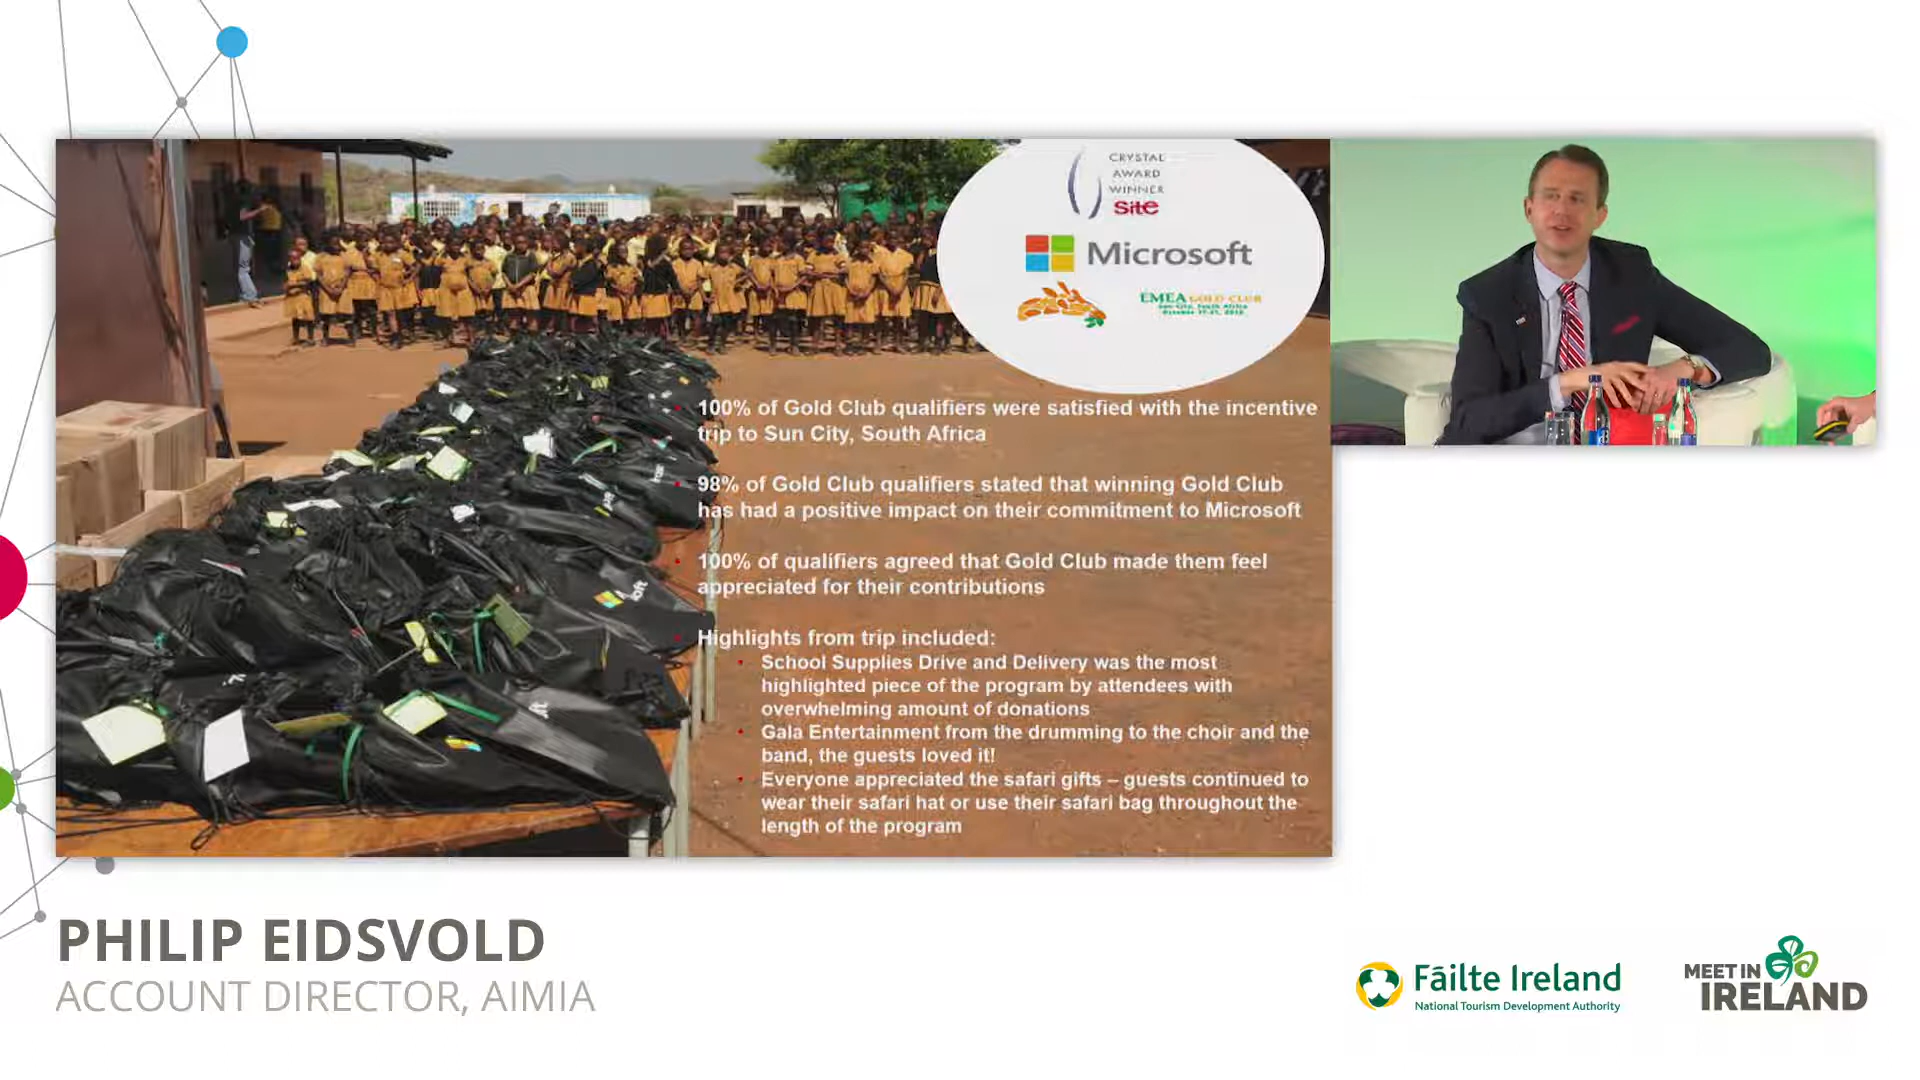 CRYSTAL
AWARD
WINNER
site
Microsoft
EMEA GOLD CLUB
Sun City, South Africa
100% of Gold Club qualifiers were satisfied with the incentive
trip to Sun City, South Africa
98% of Gold Club qualifiers stated that winning Gold Club
has had a positive impact on their commitment to Microsoft
100% of qualifiers agreed that Gold Club made them feel
appreciated for their contributions
Highlights from trip included:
School Supplies Drive and Delivery was the most
highlighted piece of the program by attendees with
overwhelming amount of donations
Gala Entertainment from the drumming to the choir and the
band, the guests loved it!
Everyone appreciated the safari gifts – guests continued to
wear their safari hat or use their safari bag throughout the
length of the program
PHILIP EIDSVOLD
ACCOUNT DIRECTOR, AIMIA
Fāilte Ireland
National Tourism Development Authority
MEET IN
IRELAND